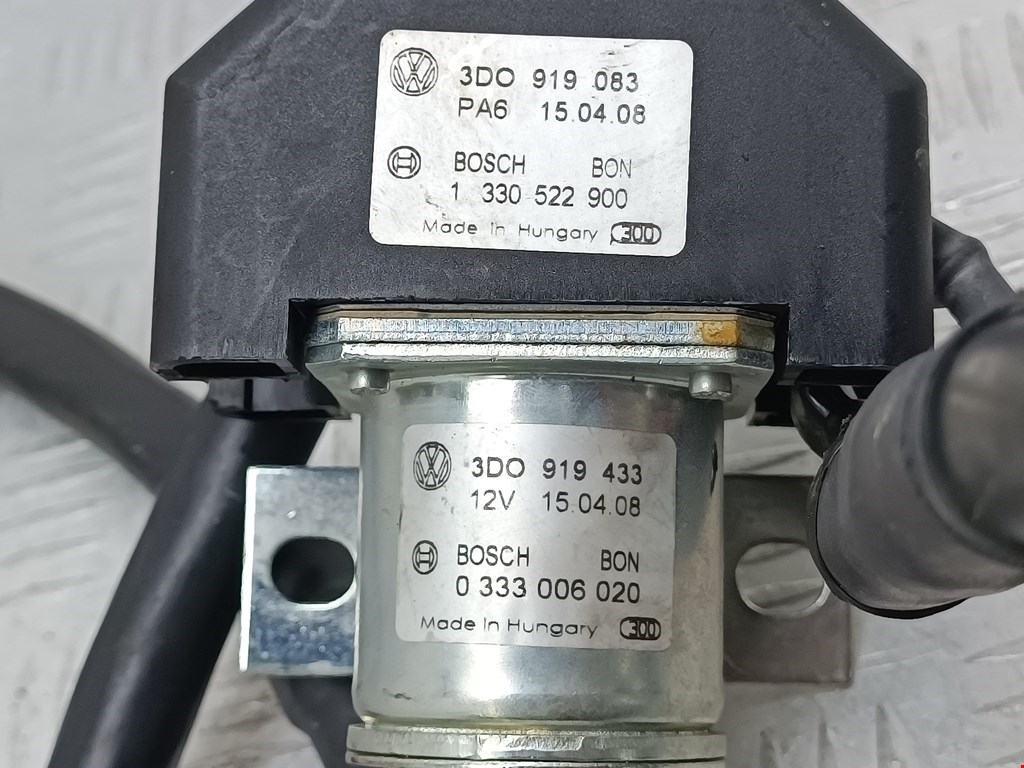 3D0 919 083
PA6 15.04.08
BOSCH BON
1 330 522 900
Made in Hungary 300
3D0 919 433
12V 15.04.08
BOSCH BON
0 333 006 020
Made in Hungary 300